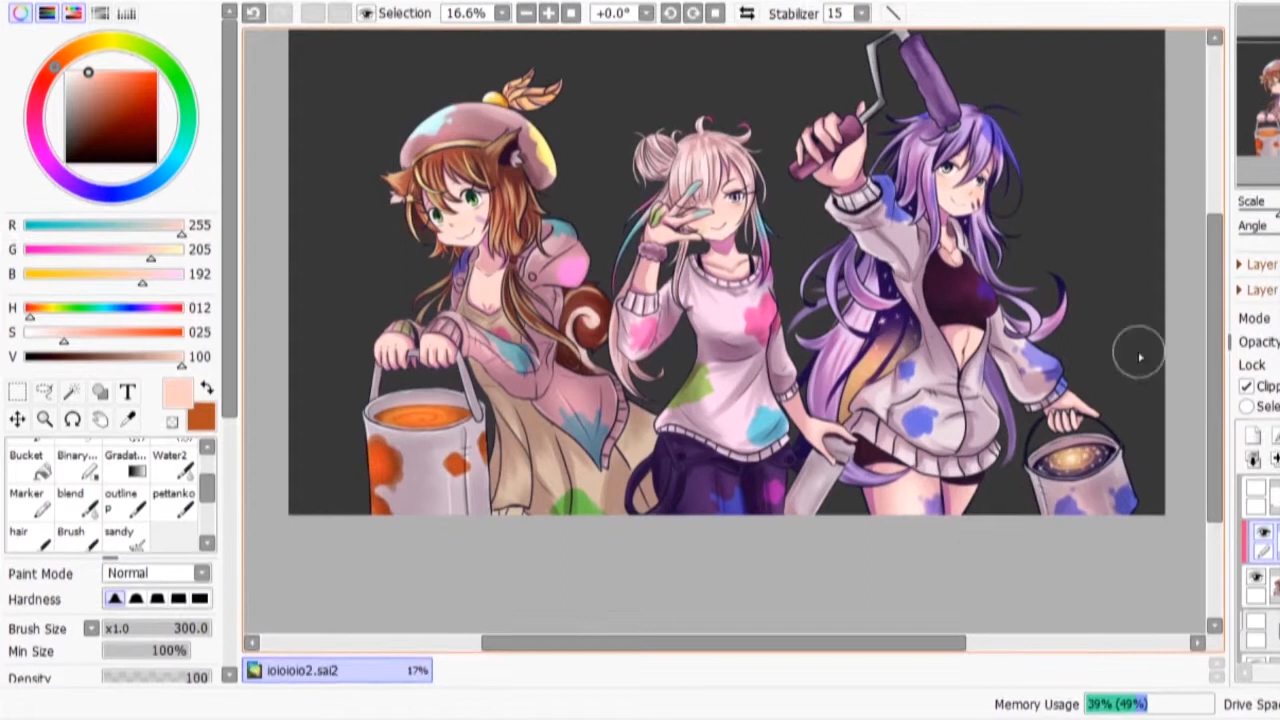 Selection 16.6% +0.0° Stabilizer 15
R 255
G 205
B 192
H 012
S 025
V 100
T
Bucket Binary... Gradat... Water2
Marker blend outline p pettanko
hair Brush sandy
Paint Mode Normal
Hardness
Brush Size x1.0 300.0
Min Size 100%
Density 100
Scale
Angle
Layer
Layer
Mode
Opacity
Lock
Clipp
Sele
ioioioio2.sai2 17%
Memory Usage 39% (49%) Drive Spa